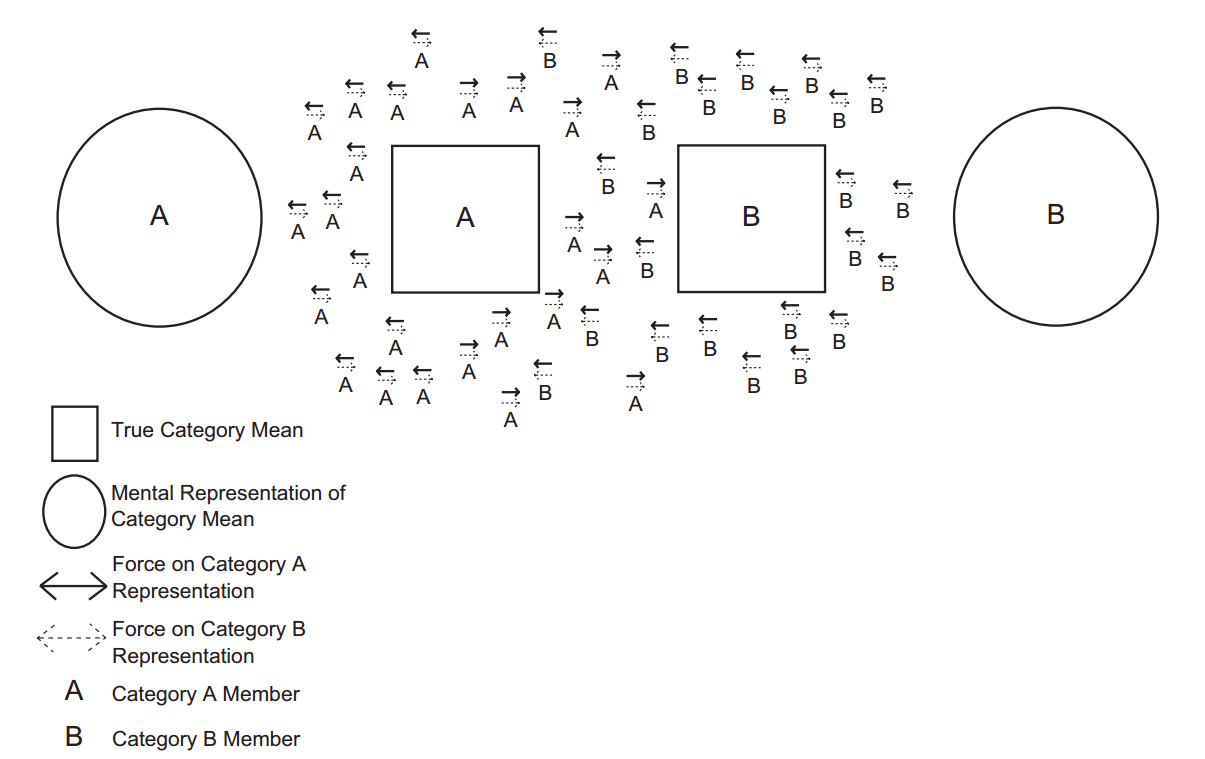 A
B
A
B
B
B
B
A
A
A
A
B
B
B
B
A
A
B
A
B
A
B
B
A
A
A
B
A
B
A
A
A
B
B
A
A
B
B
A
A
B
B
A
A
B
B
A
B
B
B
A
A
B
B
A
A
A
B
A
A
True Category Mean
Mental Representation of
Category Mean
Force on Category A
Representation
Force on Category B
Representation
A Category A Member
B Category B Member